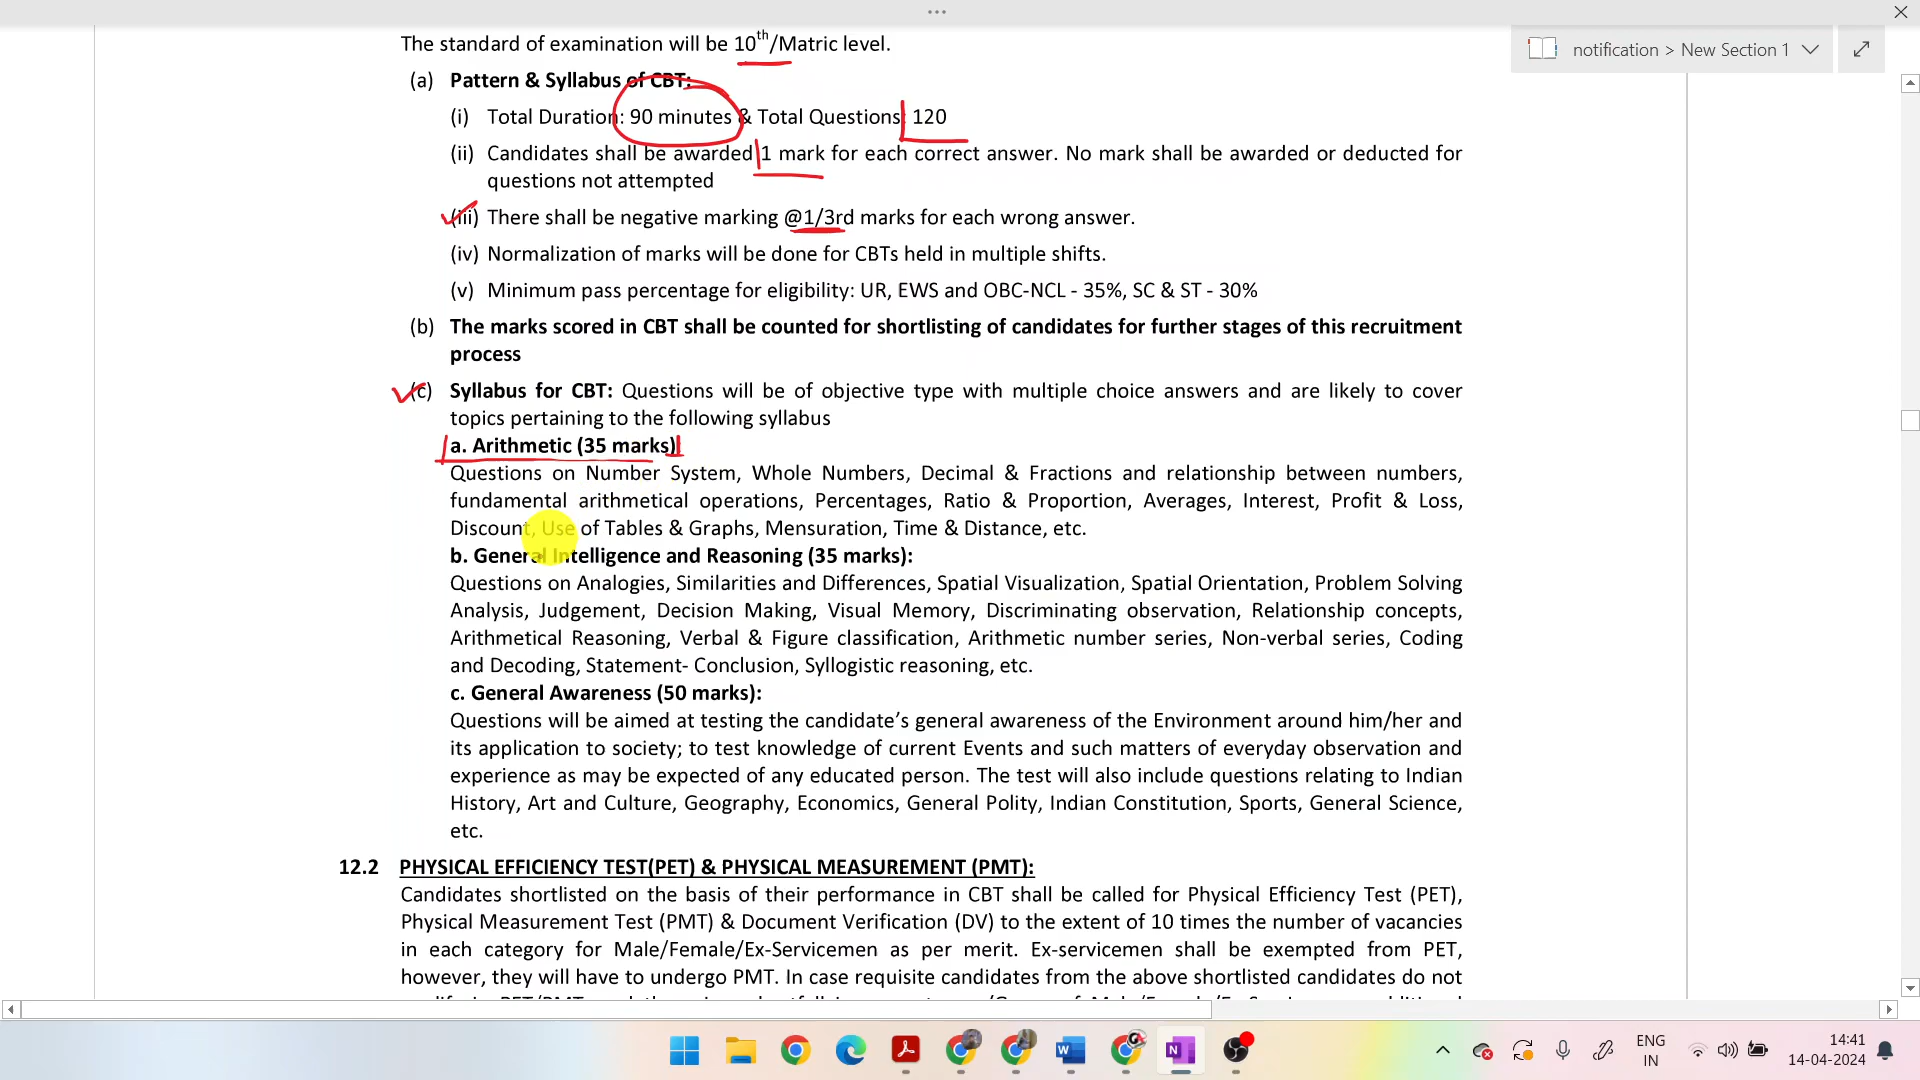 notification > New Section 1
The standard of examination will be 10th/Matric level.
(a) Pattern & Syllabus of CBT:
(i) Total Duration: 90 minutes & Total Questions: 120
(ii) Candidates shall be awarded 1 mark for each correct answer. No mark shall be awarded or deducted for
questions not attempted
(iii) There shall be negative marking @1/3rd marks for each wrong answer.
(iv) Normalization of marks will be done for CBTs held in multiple shifts.
(v) Minimum pass percentage for eligibility: UR, EWS and OBC-NCL - 35%, SC & ST - 30%
(b) The marks scored in CBT shall be counted for shortlisting of candidates for further stages of this recruitment
process
(c) Syllabus for CBT: Questions will be of objective type with multiple choice answers and are likely to cover
topics pertaining to the following syllabus
a. Arithmetic (35 marks)
Questions on Number System, Whole Numbers, Decimal & Fractions and relationship between numbers,
fundamental arithmetical operations, Percentages, Ratio & Proportion, Averages, Interest, Profit & Loss,
Discount, Use of Tables & Graphs, Mensuration, Time & Distance, etc.
b. General Intelligence and Reasoning (35 marks):
Questions on Analogies, Similarities and Differences, Spatial Visualization, Spatial Orientation, Problem Solving
Analysis, Judgement, Decision Making, Visual Memory, Discriminating observation, Relationship concepts,
Arithmetical Reasoning, Verbal & Figure classification, Arithmetic number series, Non-verbal series, Coding
and Decoding, Statement- Conclusion, Syllogistic reasoning, etc.
c. General Awareness (50 marks):
Questions will be aimed at testing the candidate’s general awareness of the Environment around him/her and
its application to society; to test knowledge of current Events and such matters of everyday observation and
experience as may be expected of any educated person. The test will also include questions relating to Indian
History, Art and Culture, Geography, Economics, General Polity, Indian Constitution, Sports, General Science,
etc.
12.2 PHYSICAL EFFICIENCY TEST(PET) & PHYSICAL MEASUREMENT (PMT):
Candidates shortlisted on the basis of their performance in CBT shall be called for Physical Efficiency Test (PET),
Physical Measurement Test (PMT) & Document Verification (DV) to the extent of 10 times the number of vacancies
in each category for Male/Female/Ex-Servicemen as per merit. Ex-servicemen shall be exempted from PET,
however, they will have to undergo PMT. In case requisite candidates from the above shortlisted candidates do not
ENG
IN
14:41
14-04-2024